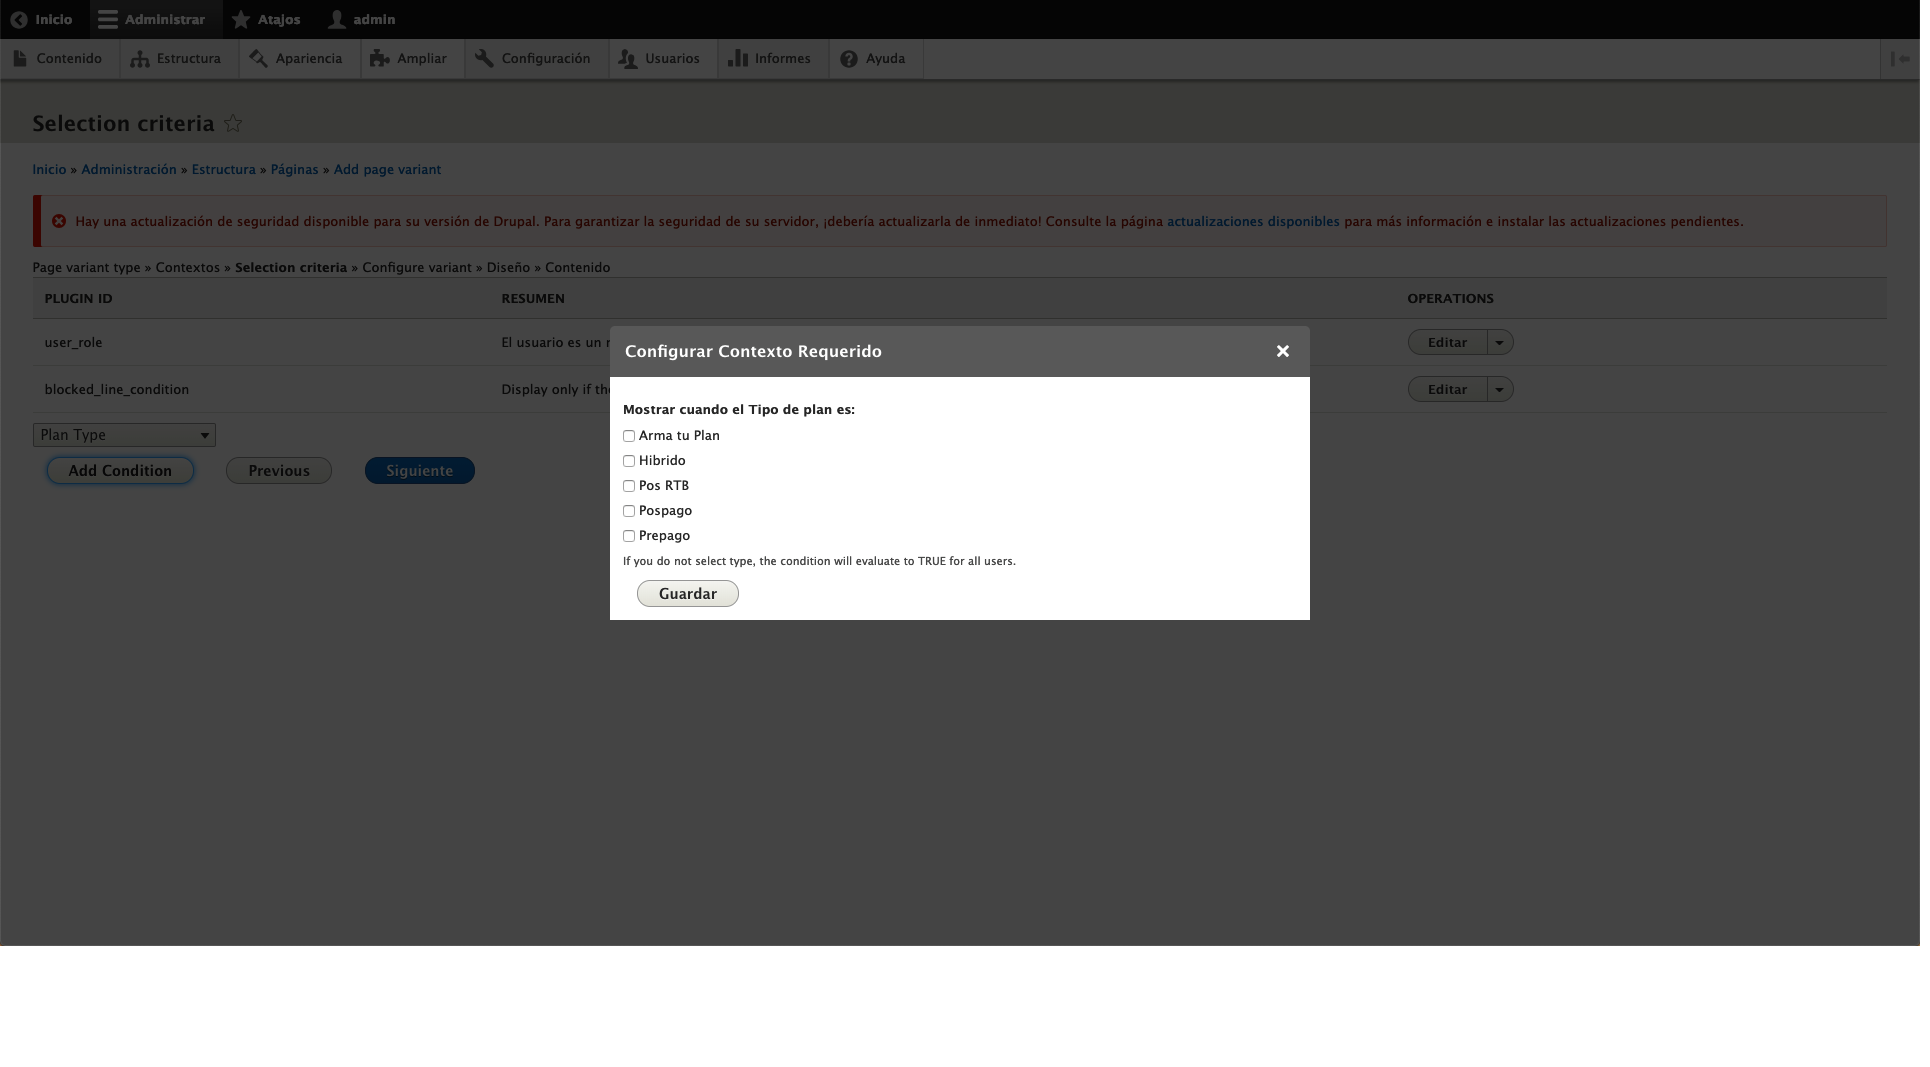 Inicio Administrar Atajos admin
Contenido Estructura Apariencia Ampliar Configuración Usuarios Informes Ayuda
Selection criteria
Inicio » Administración » Estructura » Páginas » Add page variant
Hay una actualización de seguridad disponible para su versión de Drupal. Para garantizar la seguridad de su servidor, ¡debería actualizarla de inmediato! Consulte la página actualizaciones disponibles para más información e instalar las actualizaciones pendientes.
Page variant type » Contextos » Selection criteria » Configure variant » Diseño » Contenido
PLUGIN ID RESUMEN OPERATIONS
user_role El usuario es un Editar
blocked_line_condition Display only if Editar
Plan Type
Add Condition Previous Siguiente
Configurar Contexto Requerido
Mostrar cuando el Tipo de plan es:
Arma tu Plan
Hibrido
Pos RTB
Pospago
Prepago
If you do not select type, the condition will evaluate to TRUE for all users.
Guardar